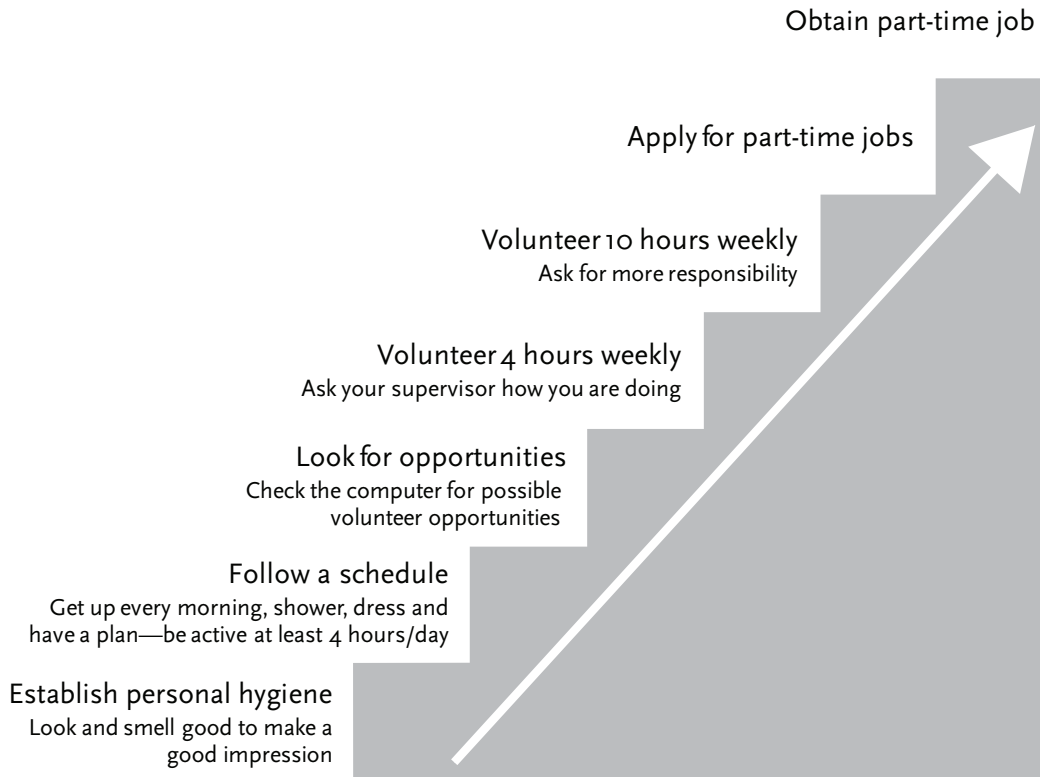 Obtain part-time job
Apply for part-time jobs
Volunteer 10 hours weekly
Ask for more responsibility
Volunteer 4 hours weekly
Ask your supervisor how you are doing
Look for opportunities
Check the computer for possible
volunteer opportunities
Follow a schedule
Get up every morning, shower, dress and
have a plan—be active at least 4 hours/day
Establish personal hygiene
Look and smell good to make a
good impression